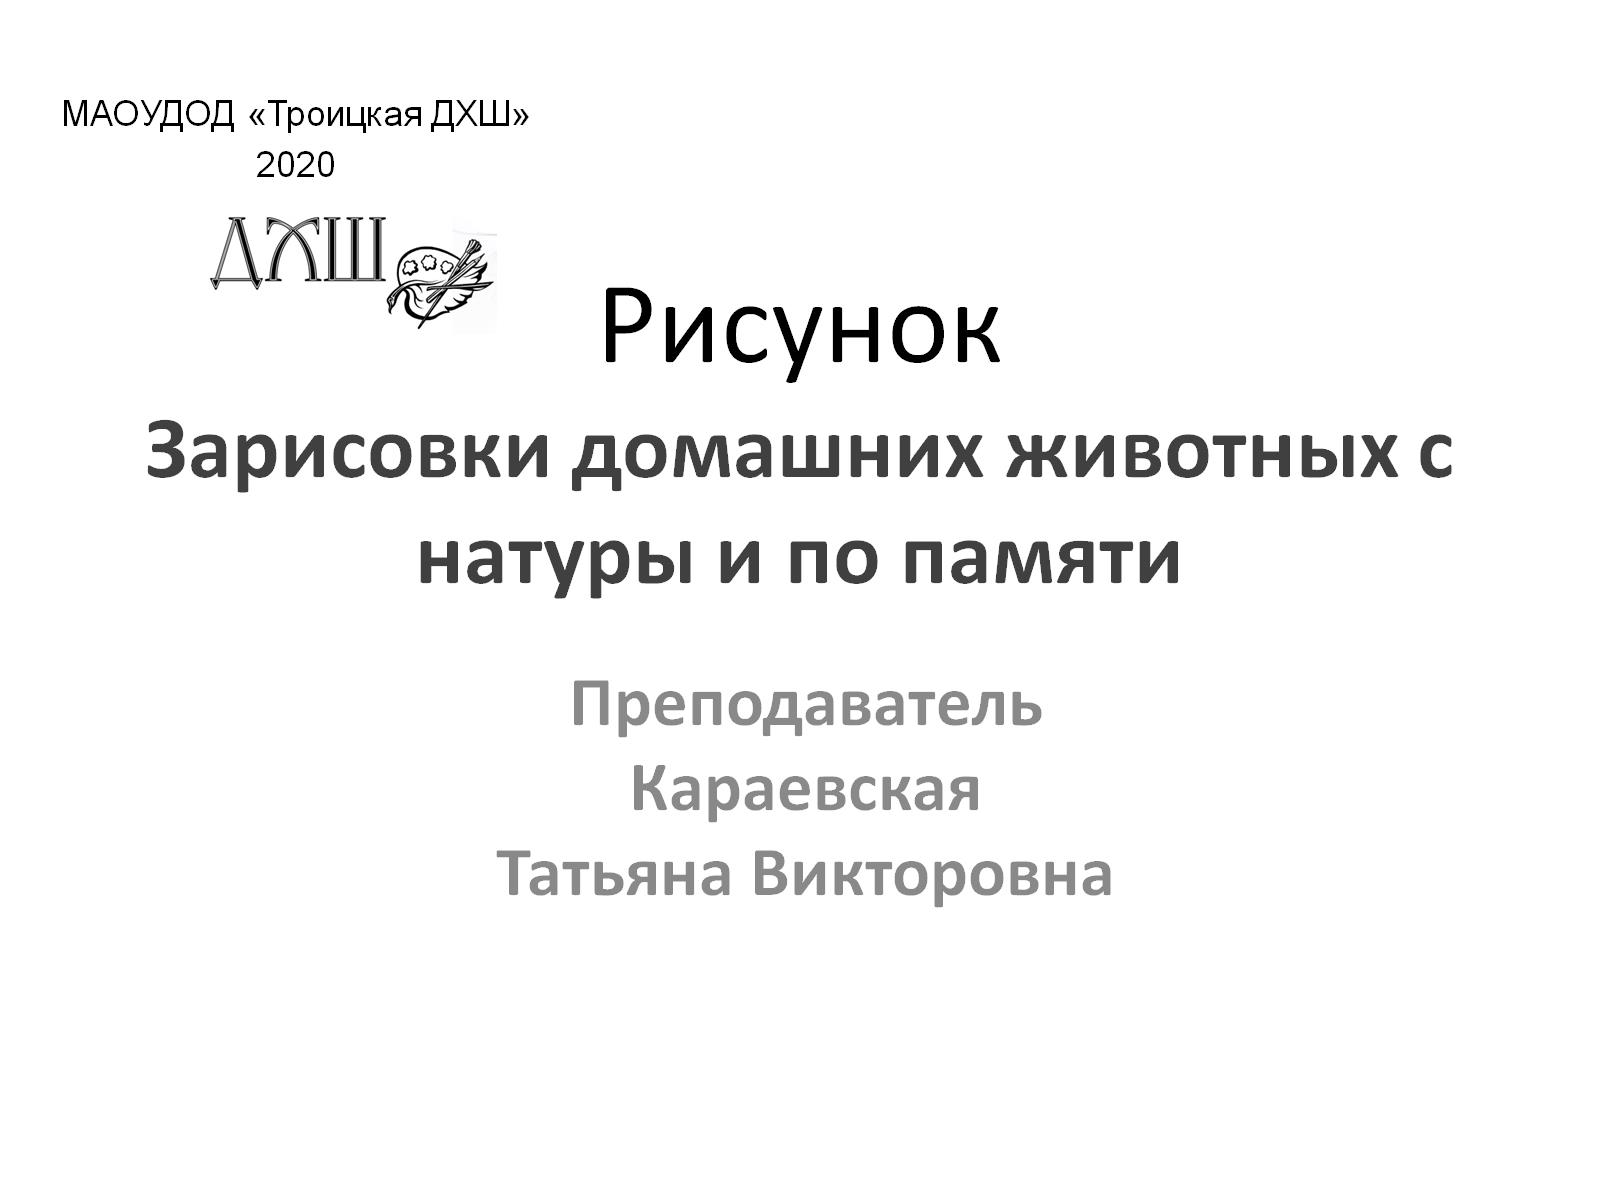 МАОУДОД «Троицкая ДХШ»
2020
ДХШ
Рисунок
Зарисовки домашних животных с
натуры и по памяти
Преподаватель
Караевская
Татьяна Викторовна